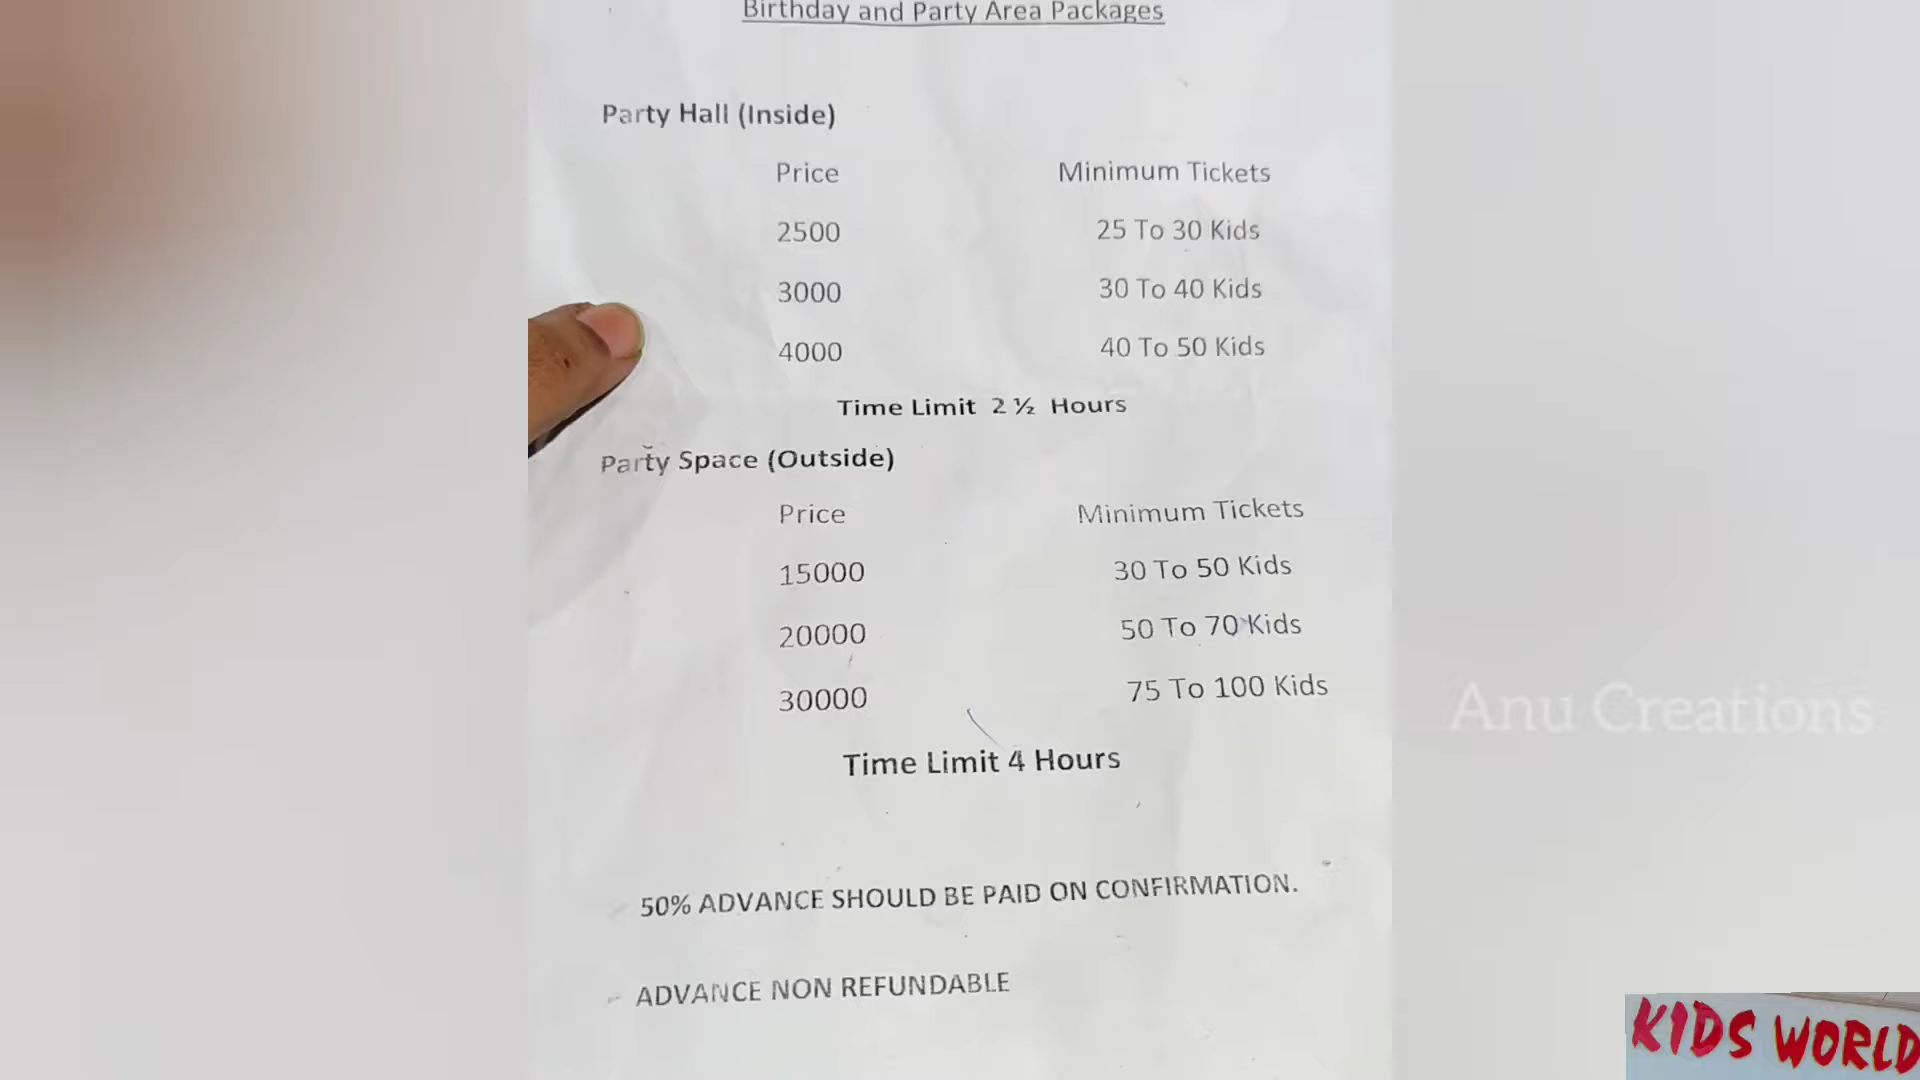 Birthday and Party Area Packages
Party Hall (Inside)
Price Minimum Tickets
2500 25 To 30 Kids
3000 30 To 40 Kids
4000 40 To 50 Kids
Time Limit 2 ½ Hours
Party Space (Outside)
Price Minimum Tickets
15000 30 To 50 Kids
20000 50 To 70 Kids
30000 75 To 100 Kids
Time Limit 4 Hours
50% ADVANCE SHOULD BE PAID ON CONFIRMATION.
ADVANCE NON REFUNDABLE
Anu Creations
KIDS WORLD